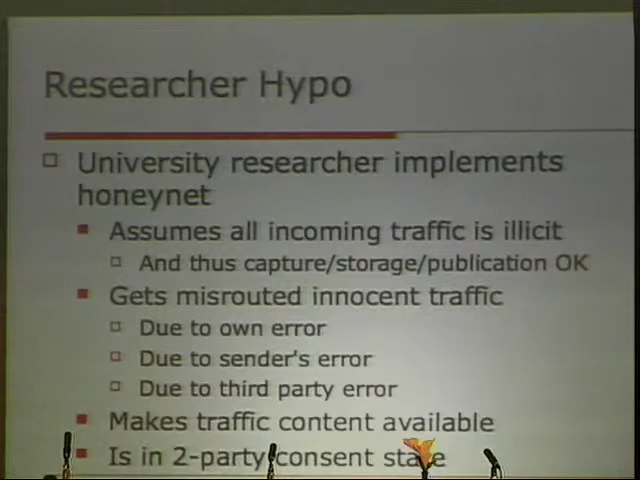 Researcher Hypo
University researcher implements
honeynet
Assumes all incoming traffic is illicit
And thus capture/storage/publication OK
Gets misrouted innocent traffic
Due to own error
Due to sender's error
Due to third party error
Makes traffic content available
Is in 2-party consent state